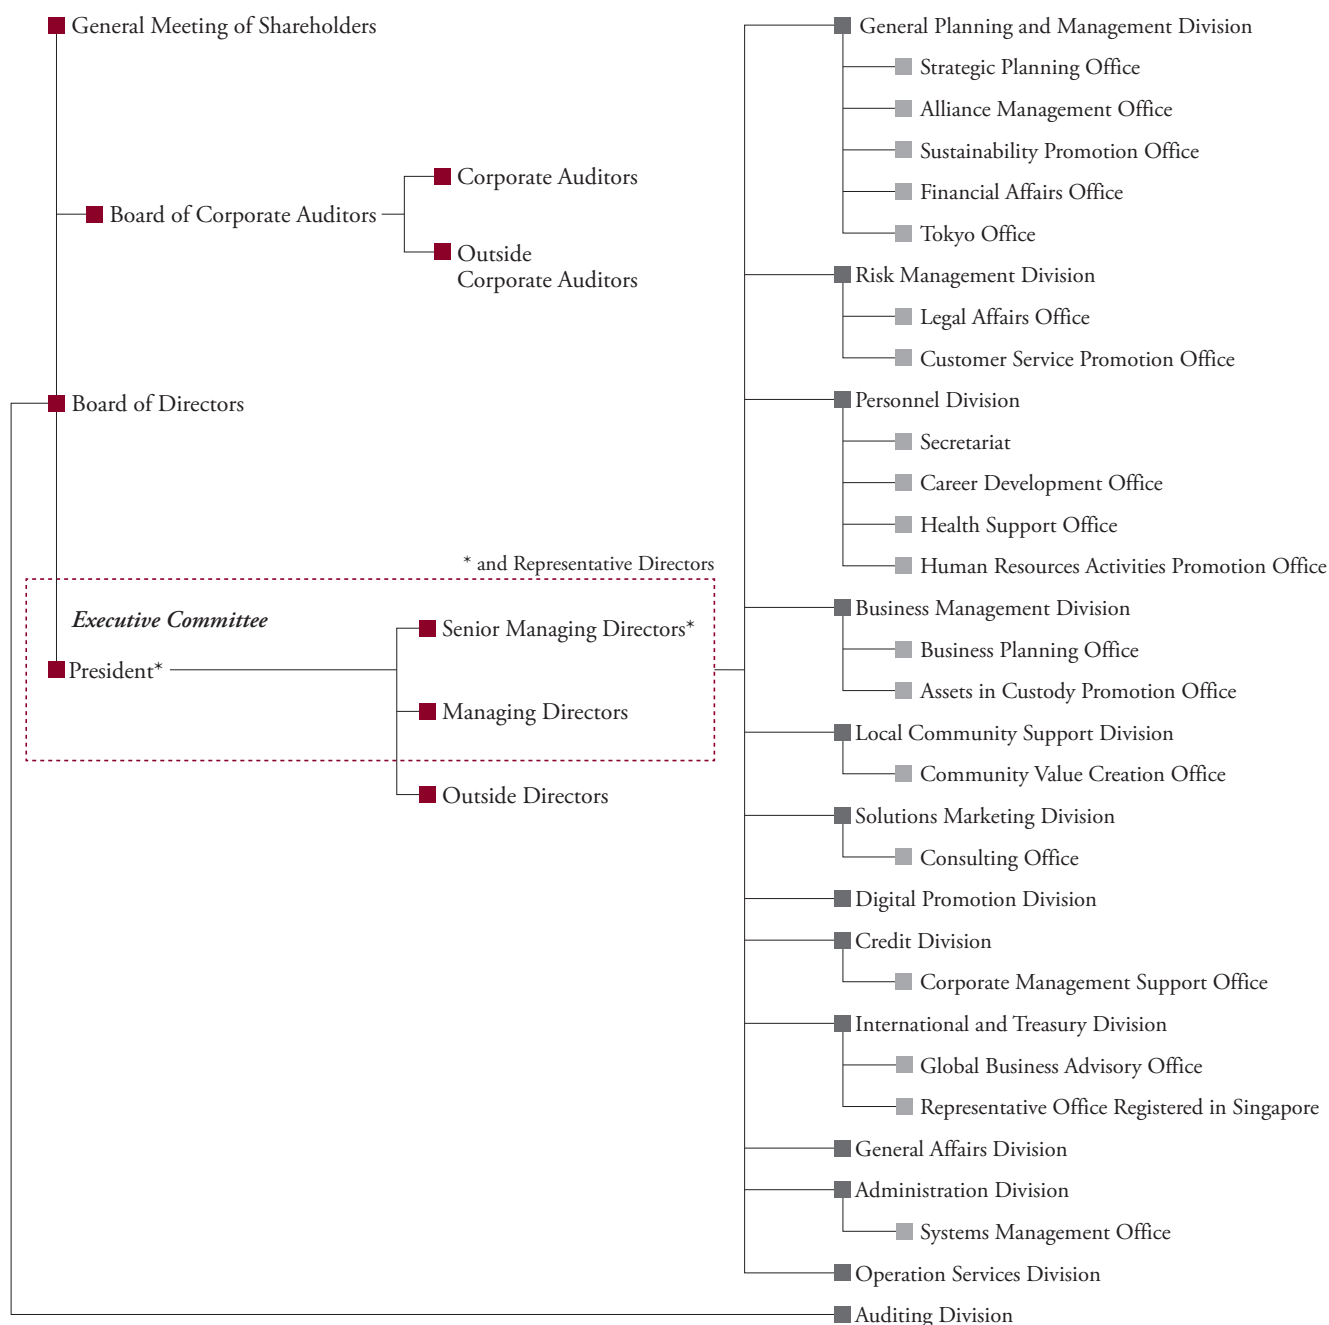 General Meeting of Shareholders
Board of Corporate Auditors
Corporate Auditors
Outside
Corporate Auditors
Board of Directors
* and Representative Directors
Executive Committee
President*
Senior Managing Directors*
Managing Directors
Outside Directors
General Planning and Management Division
Strategic Planning Office
Alliance Management Office
Sustainability Promotion Office
Financial Affairs Office
Tokyo Office
Risk Management Division
Legal Affairs Office
Customer Service Promotion Office
Personnel Division
Secretariat
Career Development Office
Health Support Office
Human Resources Activities Promotion Office
Business Management Division
Business Planning Office
Assets in Custody Promotion Office
Local Community Support Division
Community Value Creation Office
Solutions Marketing Division
Consulting Office
Digital Promotion Division
Credit Division
Corporate Management Support Office
International and Treasury Division
Global Business Advisory Office
Representative Office Registered in Singapore
General Affairs Division
Administration Division
Systems Management Office
Operation Services Division
Auditing Division